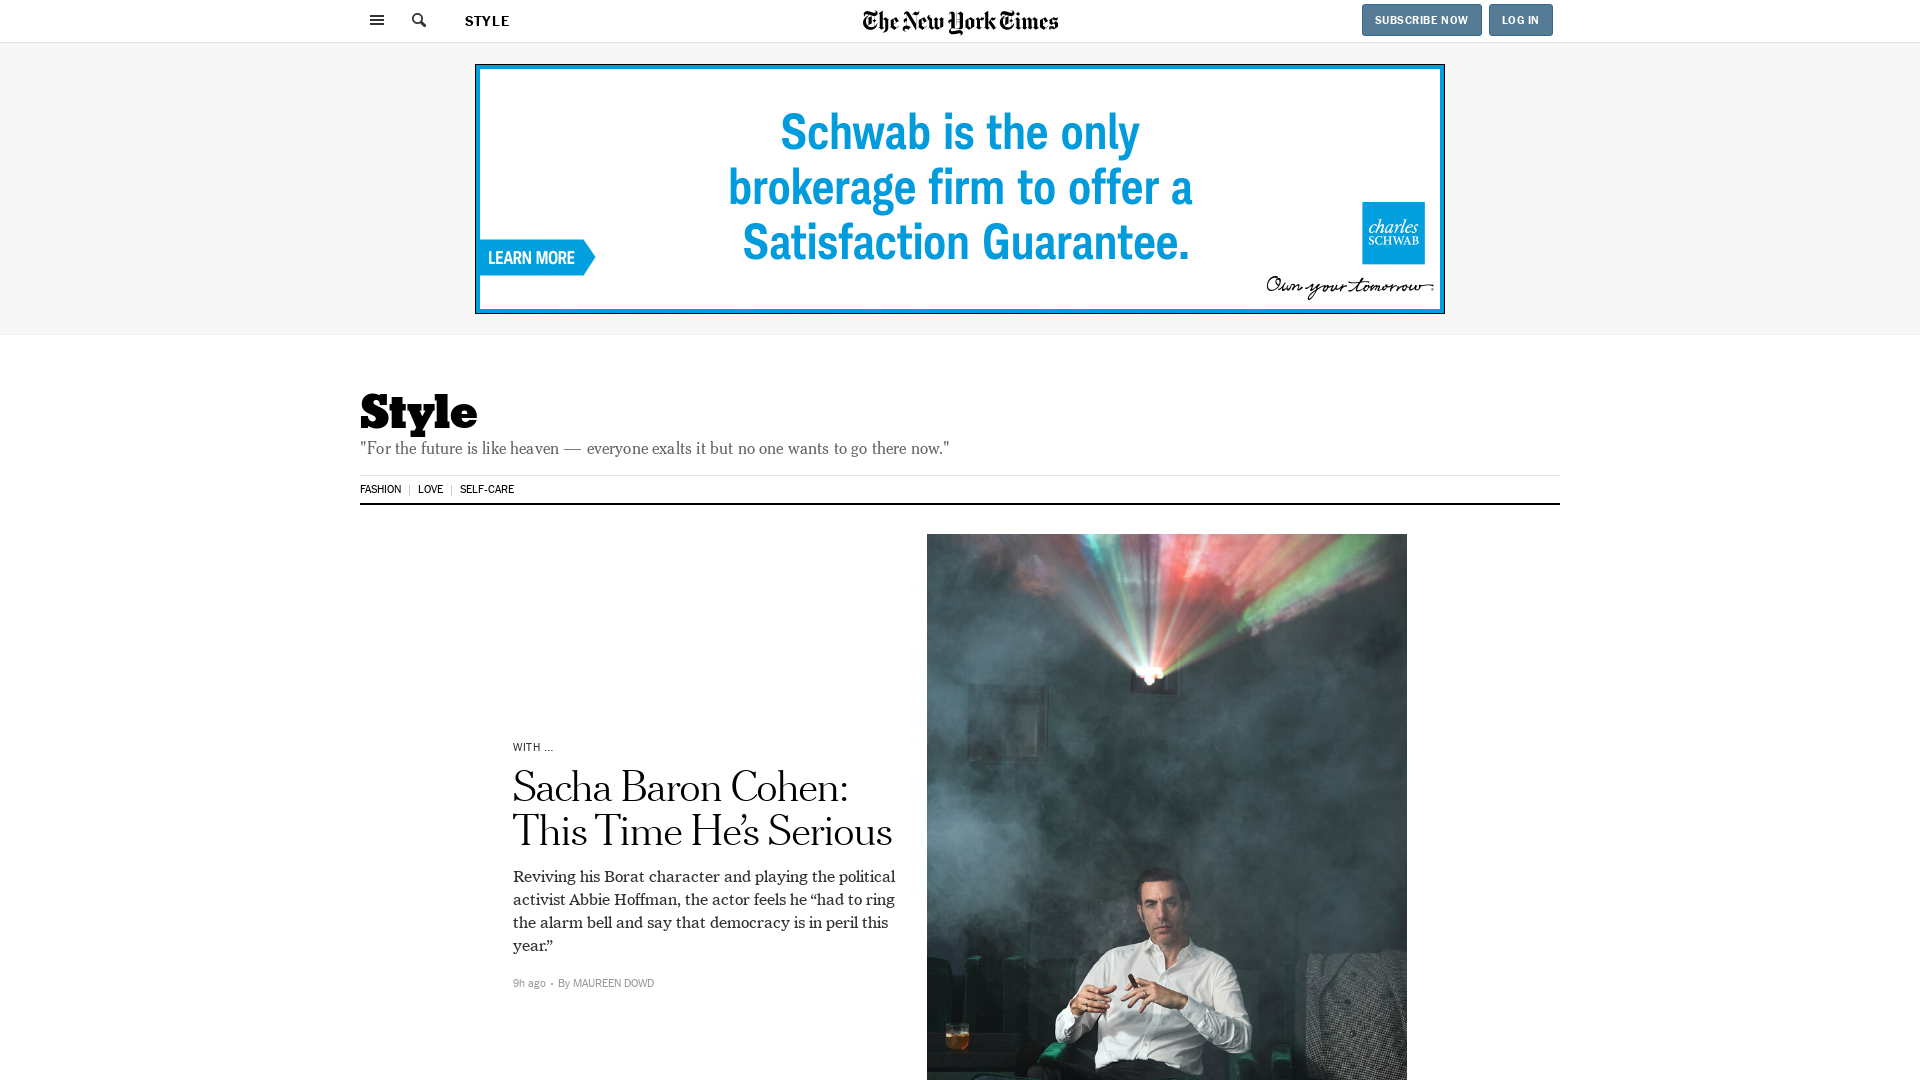 STYLE
The New York Times
SUBSCRIBE NOW
LOG IN
Schwab is the only
brokerage firm to offer a
Satisfaction Guarantee.
LEARN MORE
charles
SCHWAB
Own your tomorrow
Style
"For the future is like heaven — everyone exalts it but no one wants to go there now."
FASHION | LOVE | SELF-CARE
WITH ...
Sacha Baron Cohen:
This Time He’s Serious
Reviving his Borat character and playing the political
activist Abbie Hoffman, the actor feels he “had to ring
the alarm bell and say that democracy is in peril this
year.”
9h ago • By MAUREEN DOWD